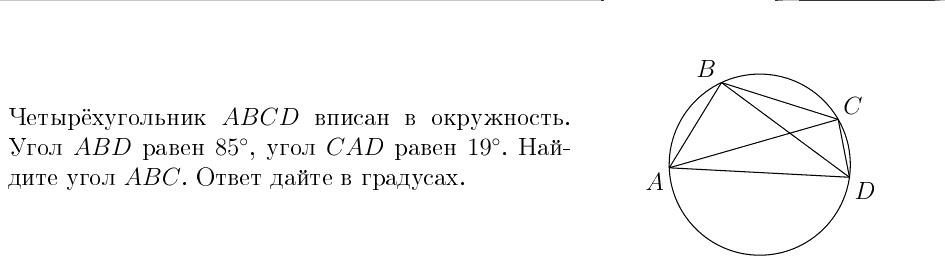 Четырёхугольник ABCD вписан в окружность.
Угол ABD равен 85°, угол CAD равен 19°. Най-
дите угол ABC. Ответ дайте в градусах.
B
C
A
D